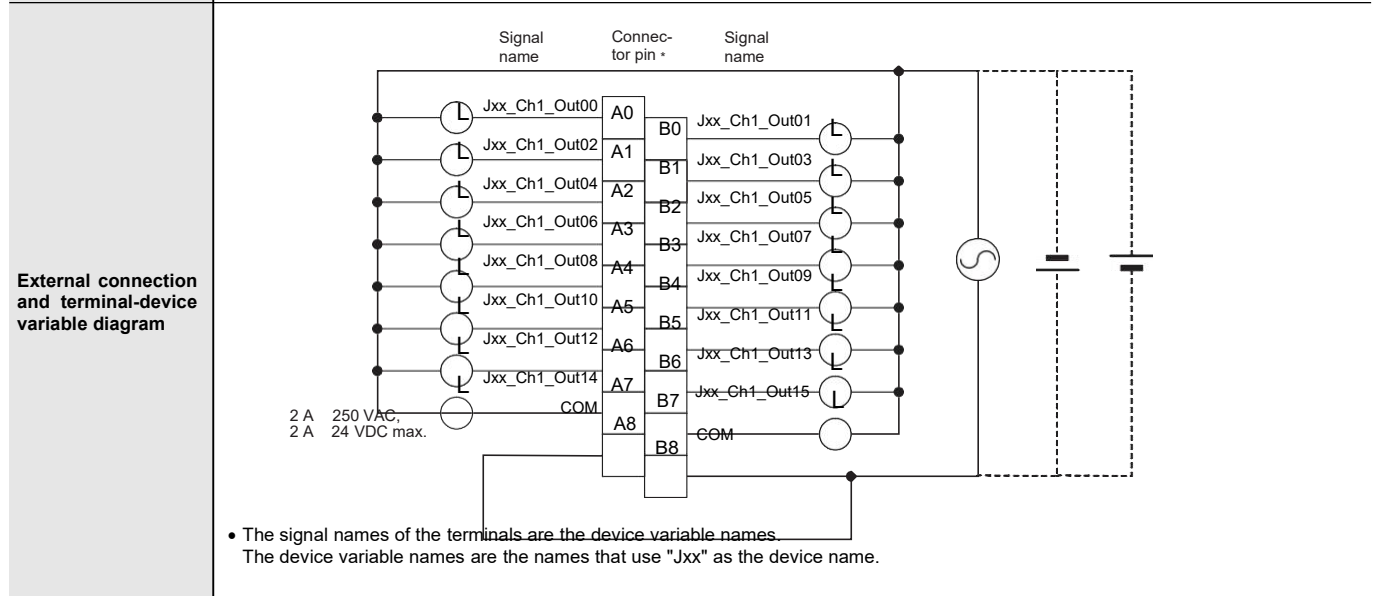 Signal name
Connec-tor pin *
Signal name
Jxx_Ch1_Out00
A0
B0
Jxx_Ch1_Out01
L
L
Jxx_Ch1_Out02
A1
B1
Jxx_Ch1_Out03
L
L
Jxx_Ch1_Out04
A2
B2
Jxx_Ch1_Out05
L
L
Jxx_Ch1_Out06
A3
B3
Jxx_Ch1_Out07
L
L
Jxx_Ch1_Out08
A4
B4
Jxx_Ch1_Out09
L
L
Jxx_Ch1_Out10
A5
B5
Jxx_Ch1_Out11
L
L
Jxx_Ch1_Out12
A6
B6
Jxx_Ch1_Out13
L
L
Jxx_Ch1_Out14
A7
B7
Jxx_Ch1_Out15
L
L
COM
A8
B8
COM
2 A 250 VAC,
2 A 24 VDC max.
External connection
and terminal-device
variable diagram
• The signal names of the terminals are the device variable names.
The device variable names are the names that use "Jxx" as the device name.